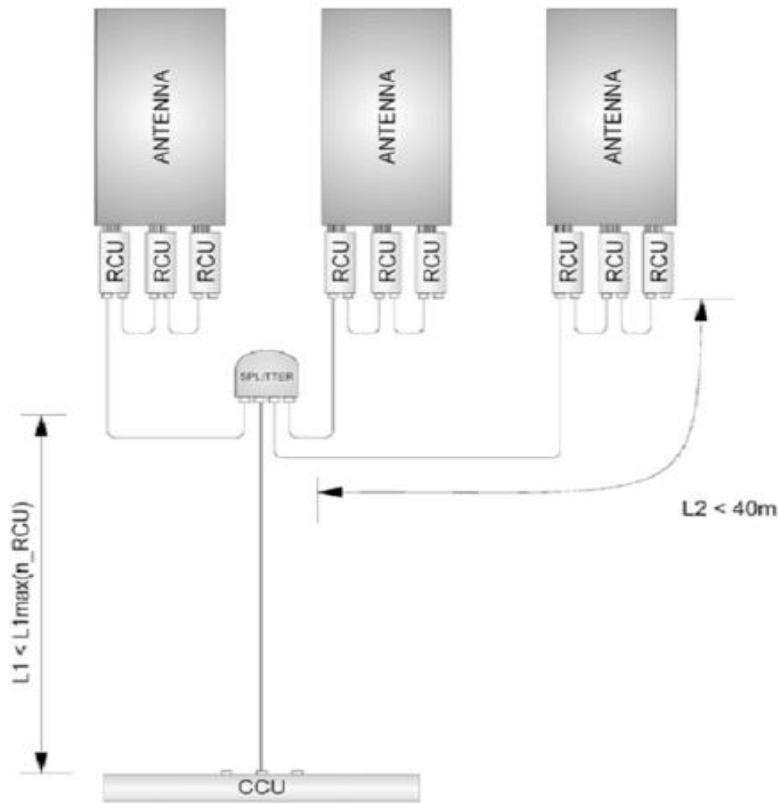 ANTENNA
ANTENNA
ANTENNA
RCU
RCU
RCU
RCU
RCU
RCU
RCU
RCU
RCU
SPLITTER
L1 < L1max(n_RCU)
L2 < 40m
CCU